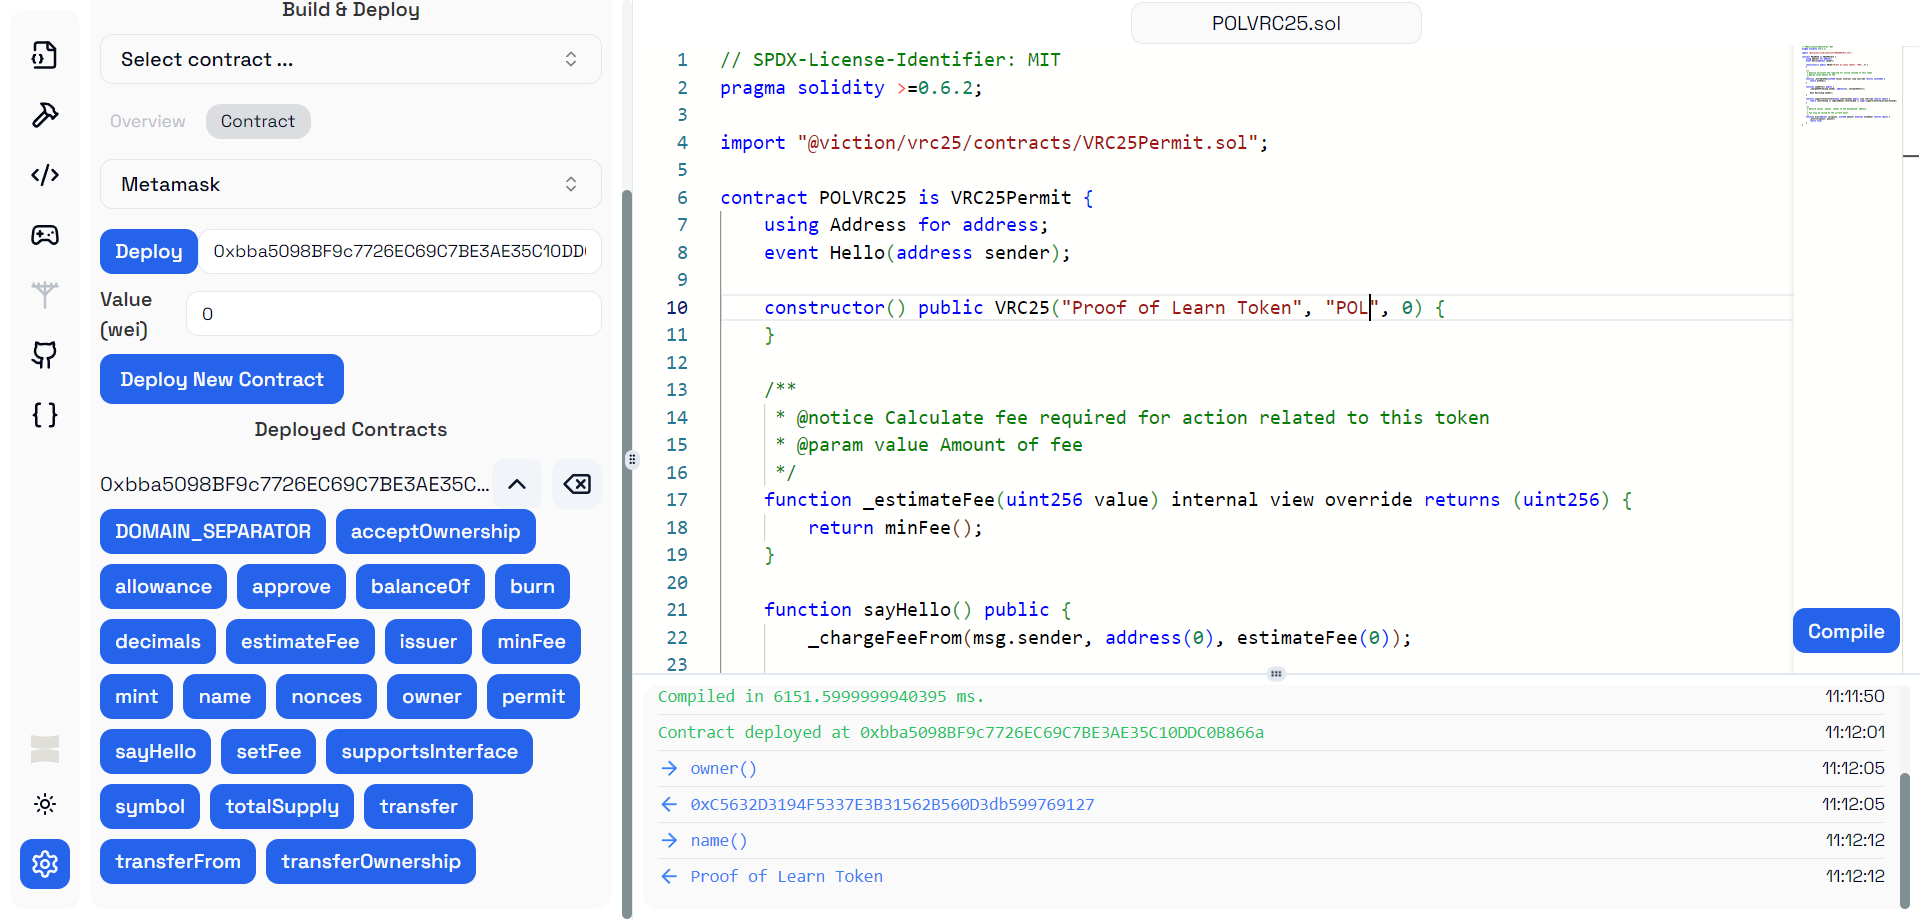 Build & Deploy
Select contract ...
Overview
Contract
Metamask
Deploy
0xbba5098BF9c7726EC69C7BE3AE35C10DD
Value
(wei)
0
Deploy New Contract
Deployed Contracts
0xbba5098BF9c7726EC69C7BE3AE35C...
DOMAIN_SEPARATOR
acceptOwnership
allowance
approve
balanceOf
burn
decimals
estimateFee
issuer
minFee
mint
name
nonces
owner
permit
sayHello
setFee
supportsInterface
symbol
totalSupply
transfer
transferFrom
transferOwnership
POLVRC25.sol
1 // SPDX-License-Identifier: MIT
2 pragma solidity >=0.6.2;
3
4 import "@viction/vrc25/contracts/VRC25Permit.sol";
5
6 contract POLVRC25 is VRC25Permit {
7 using Address for address;
8 event Hello(address sender);
9
10 constructor() public VRC25("Proof of Learn Token", "POL", 0) {
11 }
12
13 /**
14 * @notice Calculate fee required for action related to this token
15 * @param value Amount of fee
16 */
17 function _estimateFee(uint256 value) internal view override returns (uint256) {
18 return minFee();
19 }
20
21 function sayHello() public {
22 _chargeFeeFrom(msg.sender, address(0), estimateFee(0));
23
Compile
Compiled in 6151.5999999940395 ms. 11:11:50
Contract deployed at 0xbba5098BF9c7726EC69C7BE3AE35C10DDC0B866a 11:12:01
→ owner() 11:12:05
← 0xC5632D3194F5337E3B31562B560D3db599769127 11:12:05
→ name() 11:12:12
← Proof of Learn Token 11:12:12